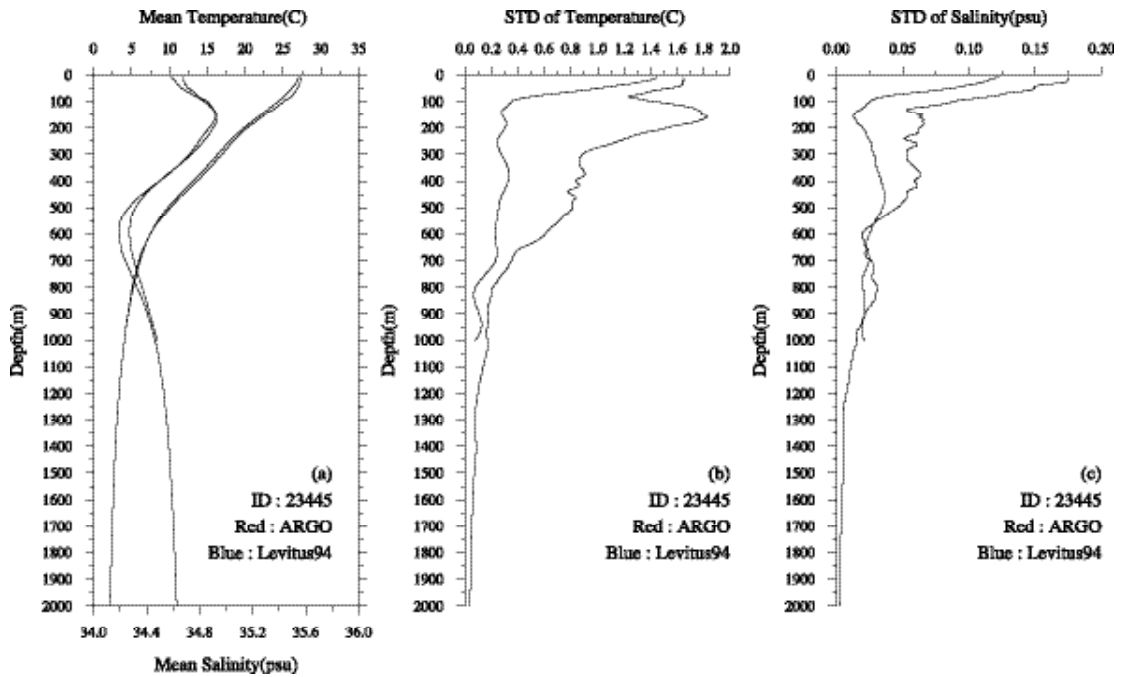 Mean Temperature(C)
0 5 10 15 20 25 30 35
0
100
200
300
400
500
600
700
800
900
1000
1100
1200
1300
1400
1500
1600
1700
1800
1900
2000
Depth(m)
34.0 34.4 34.8 35.2 35.6 36.0
Mean Salinity(psu)
(a)
ID : 23445
Red : ARGO
Blue : Levitus94
STD of Temperature(C)
0.0 0.2 0.4 0.6 0.8 1.0 1.2 1.4 1.6 1.8 2.0
0
100
200
300
400
500
600
700
800
900
1000
1100
1200
1300
1400
1500
1600
1700
1800
1900
2000
Depth(m)
(b)
ID : 23445
Red : ARGO
Blue : Levitus94
STD of Salinity(psu)
0.00 0.05 0.10 0.15 0.20
0
100
200
300
400
500
600
700
800
900
1000
1100
1200
1300
1400
1500
1600
1700
1800
1900
2000
Depth(m)
(c)
ID : 23445
Red : ARGO
Blue : Levitus94